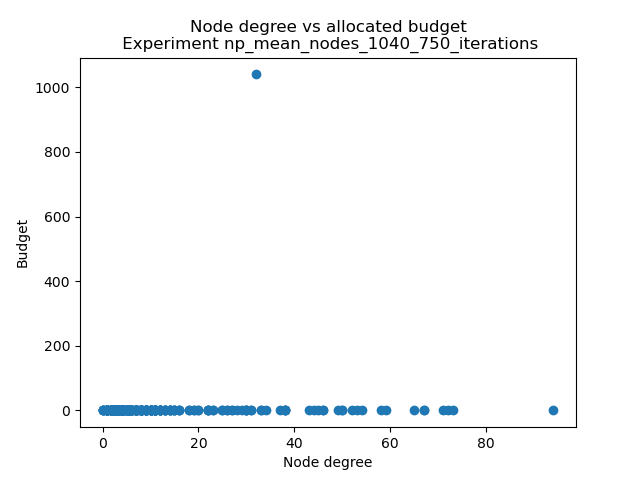 Node degree vs allocated budget
Experiment np_mean_nodes_1040_750_iterations
1000
800
600
400
200
0
Budget
0 20 40 60 80
Node degree